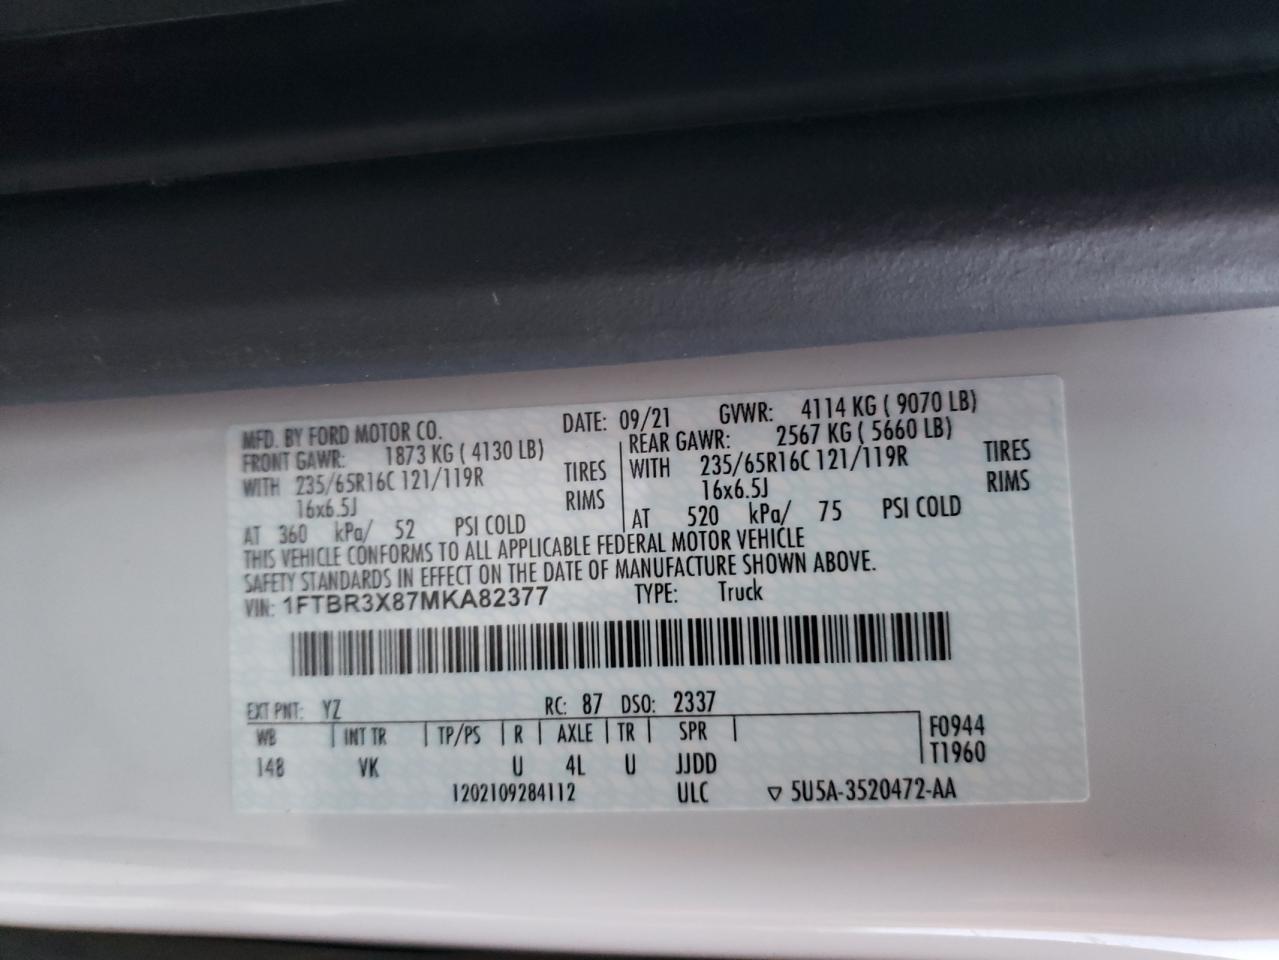 MFD. BY FORD MOTOR CO. DATE: 09/21 GVWR: 4114 KG ( 9070 LB)
FRONT GAWR: 1873 KG ( 4130 LB) REAR GAWR: 2567 KG ( 5660 LB)
WITH 235/65R16C 121/119R TIRES WITH 235/65R16C 121/119R TIRES
16x6.5J RIMS 16x6.5J RIMS
AT 360 kPa/ 52 PSI COLD AT 520 kPa/ 75 PSI COLD
THIS VEHICLE CONFORMS TO ALL APPLICABLE FEDERAL MOTOR VEHICLE
SAFETY STANDARDS IN EFFECT ON THE DATE OF MANUFACTURE SHOWN ABOVE.
VIN: 1FTBR3X87MKA82377 TYPE: Truck
EXT PNT: YZ RC: 87 DSO: 2337
WB INT TR TP/PS R AXLE TR SPR F0944
148 VK U 4L U JJDD T1960
1202109284112 ULC ▽ 5U5A-3520472-AA